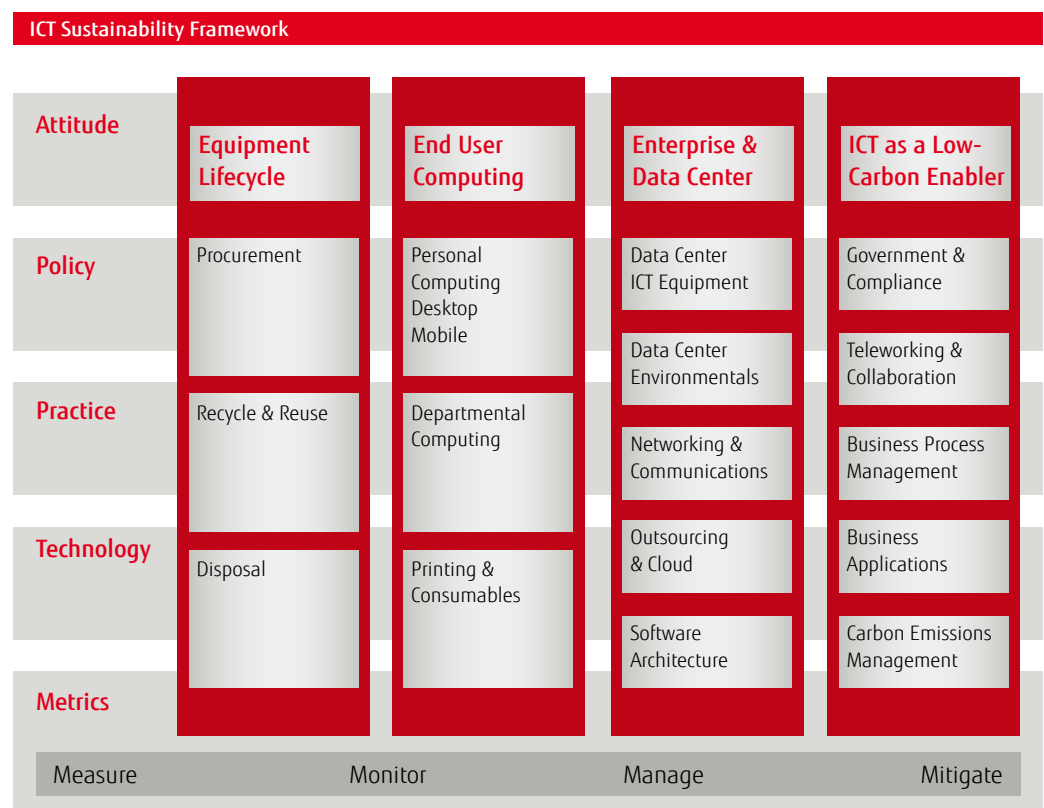 ICT Sustainability Framework
Attitude
Equipment
Lifecycle
End User
Computing
Enterprise &
Data Center
ICT as a Low-
Carbon Enabler
Policy
Practice
Technology
Metrics
Procurement
Recycle & Reuse
Disposal
Personal
Computing
Desktop
Mobile
Departmental
Computing
Printing &
Consumables
Data Center
ICT Equipment
Data Center
Environmentals
Networking &
Communications
Outsourcing
& Cloud
Software
Architecture
Government &
Compliance
Teleworking &
Collaboration
Business Process
Management
Business
Applications
Carbon Emissions
Management
Measure
Monitor
Manage
Mitigate